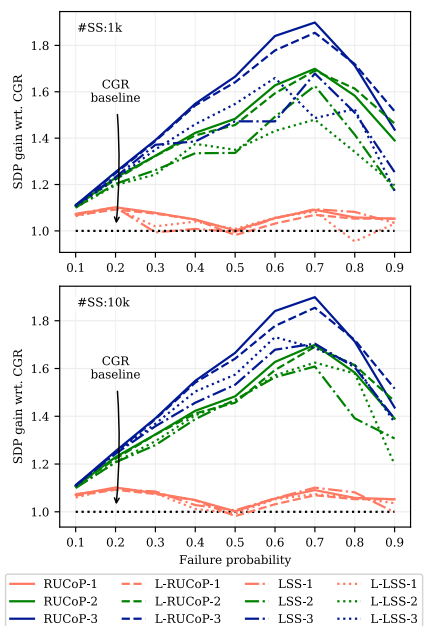 #SS:1k
CGR
baseline
SDP gain wrt. CGR
1.8
1.6
1.4
1.2
1.0
0.1 0.2 0.3 0.4 0.5 0.6 0.7 0.8 0.9
#SS:10k
CGR
baseline
SDP gain wrt. CGR
1.8
1.6
1.4
1.2
1.0
0.1 0.2 0.3 0.4 0.5 0.6 0.7 0.8 0.9
Failure probability
RUCoP-1 L-RUCoP-1 LSS-1 L-LSS-1
RUCoP-2 L-RUCoP-2 LSS-2 L-LSS-2
RUCoP-3 L-RUCoP-3 LSS-3 L-LSS-3